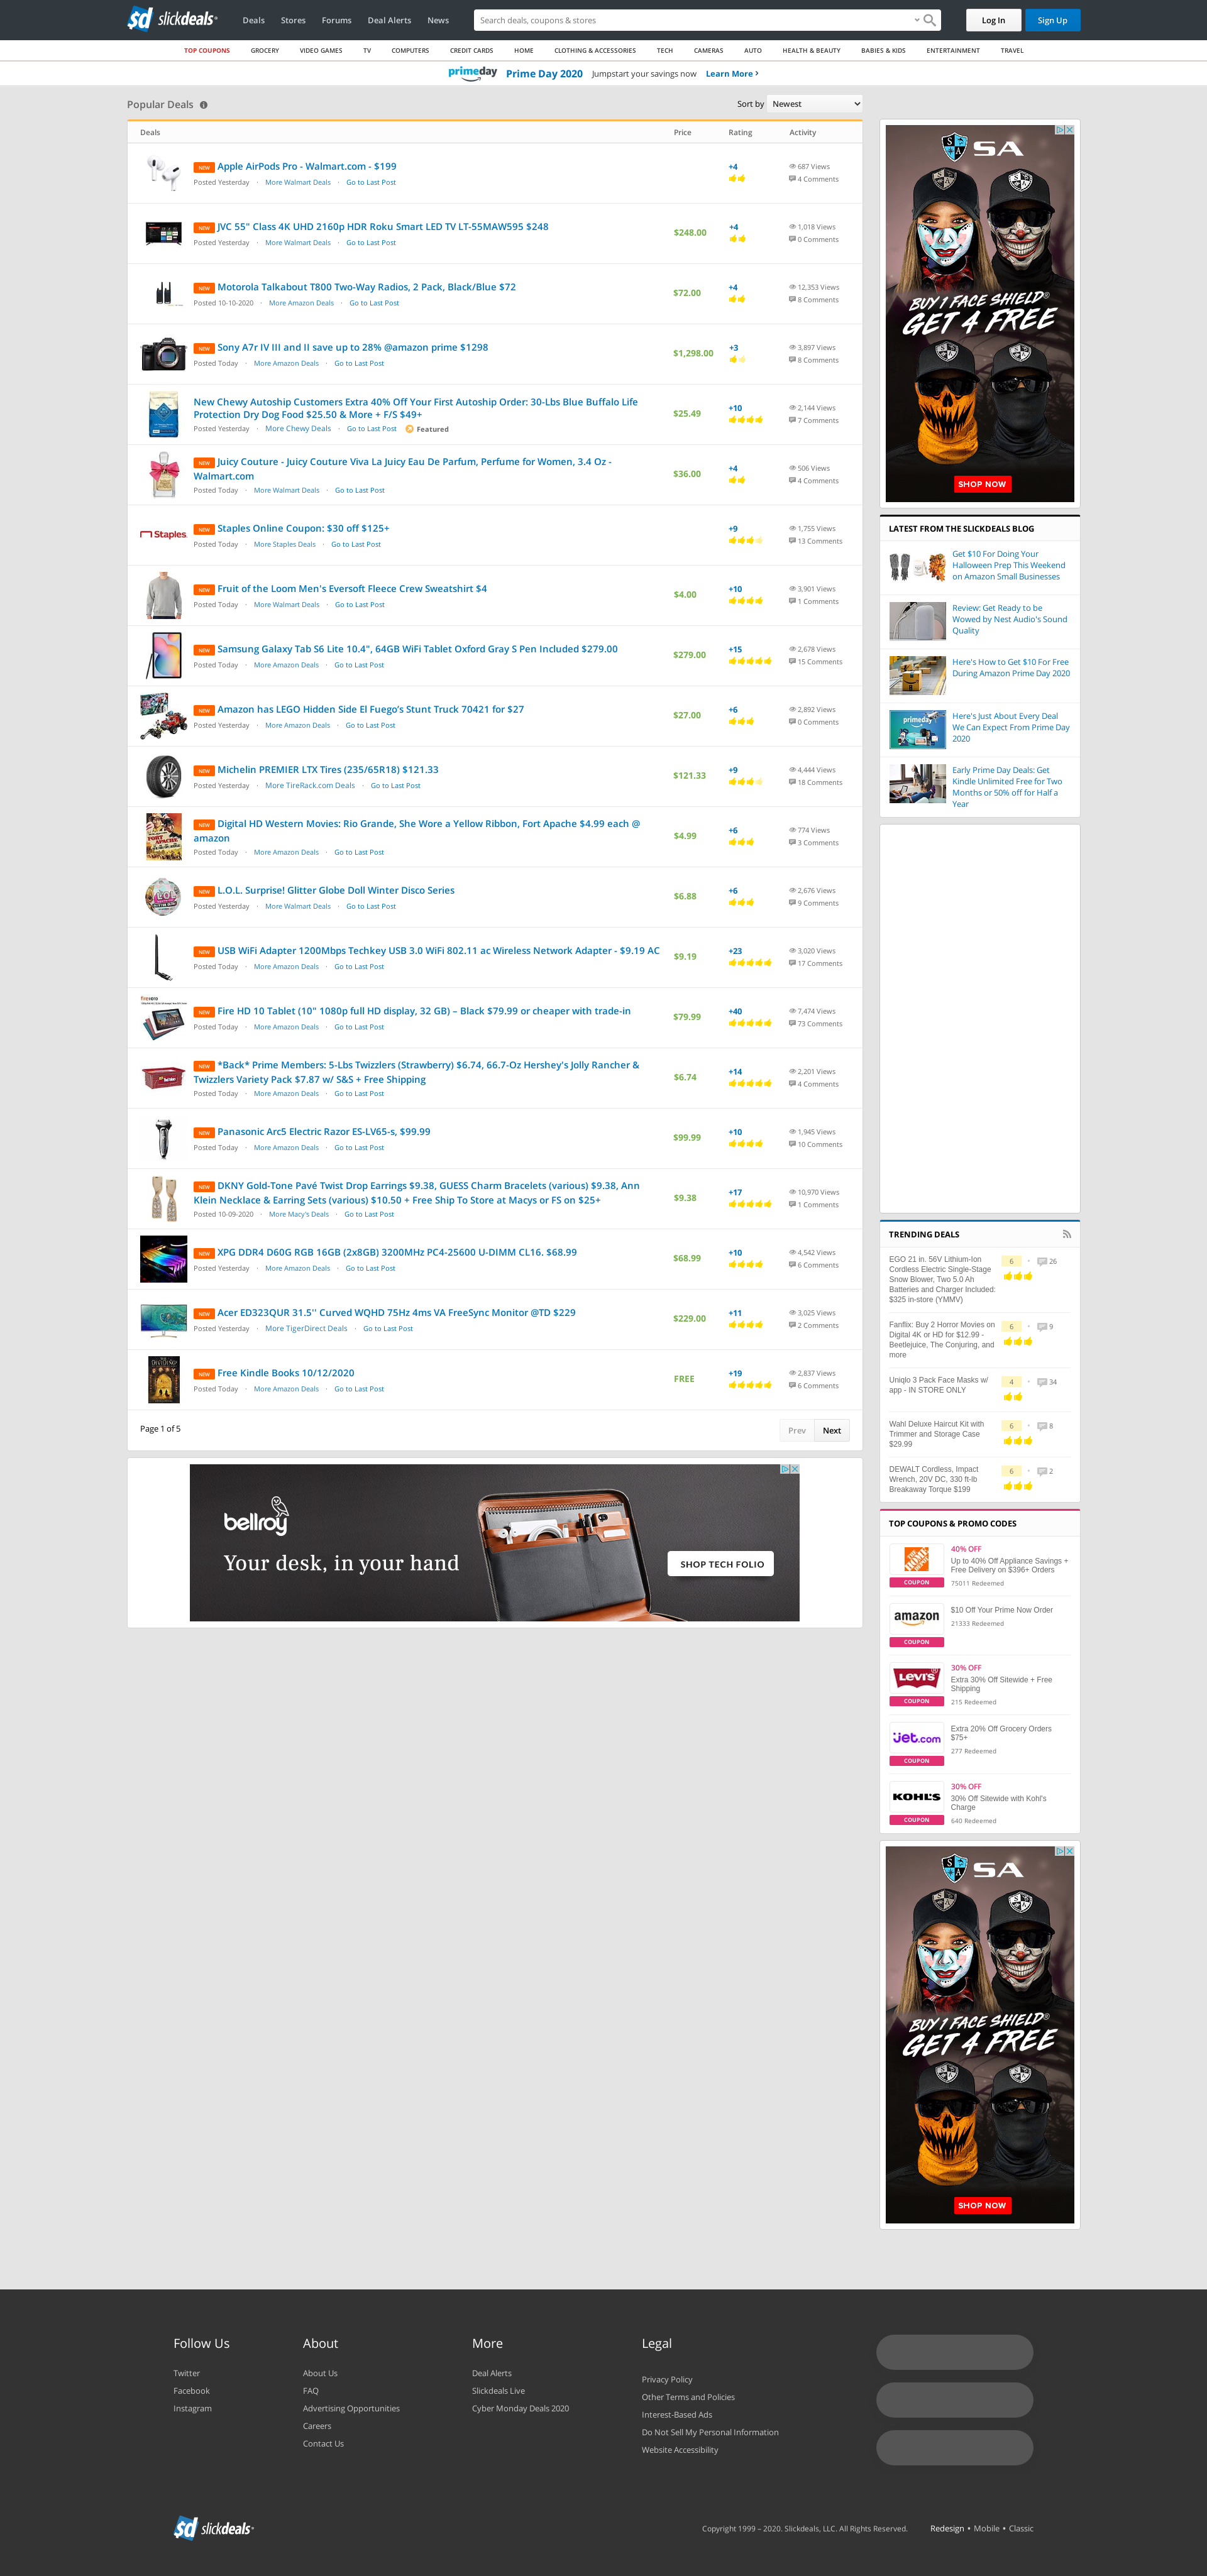 sd slickdeals
Deals Stores Forums Deal Alerts News
Search deals, coupons & stores
Log In
Sign Up
TOP COUPONS GROCERY VIDEO GAMES TV COMPUTERS CREDIT CARDS HOME CLOTHING & ACCESSORIES TECH CAMERAS AUTO HEALTH & BEAUTY BABIES & KIDS ENTERTAINMENT TRAVEL
primeday Prime Day 2020 Jumpstart your savings now Learn More
Popular Deals
Sort by Newest
Deals Price Rating Activity
NEW Apple AirPods Pro - Walmart.com - $199
Posted Yesterday · More Walmart Deals · Go to Last Post
+4
687 Views
4 Comments
NEW JVC 55" Class 4K UHD 2160p HDR Roku Smart LED TV LT-55MAW595 $248
Posted Yesterday · More Walmart Deals · Go to Last Post
$248.00
+4
1,018 Views
0 Comments
NEW Motorola Talkabout T800 Two-Way Radios, 2 Pack, Black/Blue $72
Posted 10-10-2020 · More Amazon Deals · Go to Last Post
$72.00
+4
12,353 Views
8 Comments
NEW Sony A7r IV III and II save up to 28% @amazon prime $1298
Posted Today · More Amazon Deals · Go to Last Post
$1,298.00
+3
3,897 Views
8 Comments
New Chewy Autoship Customers Extra 40% Off Your First Autoship Order: 30-Lbs Blue Buffalo Life
Protection Dry Dog Food $25.50 & More + F/S $49+
Posted Yesterday · More Chewy Deals · Go to Last Post Featured
$25.49
+10
2,144 Views
7 Comments
NEW Juicy Couture - Juicy Couture Viva La Juicy Eau De Parfum, Perfume for Women, 3.4 Oz -
Walmart.com
Posted Today · More Walmart Deals · Go to Last Post
$36.00
+4
506 Views
4 Comments
Staples
NEW Staples Online Coupon: $30 off $125+
Posted Today · More Staples Deals · Go to Last Post
+9
1,755 Views
13 Comments
NEW Fruit of the Loom Men's Eversoft Fleece Crew Sweatshirt $4
Posted Today · More Walmart Deals · Go to Last Post
$4.00
+10
3,901 Views
1 Comments
NEW Samsung Galaxy Tab S6 Lite 10.4", 64GB WiFi Tablet Oxford Gray S Pen Included $279.00
Posted Today · More Amazon Deals · Go to Last Post
$279.00
+15
2,678 Views
15 Comments
NEW Amazon has LEGO Hidden Side El Fuego's Stunt Truck 70421 for $27
Posted Yesterday · More Amazon Deals · Go to Last Post
$27.00
+6
2,892 Views
0 Comments
NEW Michelin PREMIER LTX Tires (235/65R18) $121.33
Posted Yesterday · More TireRack.com Deals · Go to Last Post
$121.33
+9
4,444 Views
18 Comments
NEW Digital HD Western Movies: Rio Grande, She Wore a Yellow Ribbon, Fort Apache $4.99 each @
amazon
Posted Today · More Amazon Deals · Go to Last Post
$4.99
+6
774 Views
3 Comments
NEW L.O.L. Surprise! Glitter Globe Doll Winter Disco Series
Posted Yesterday · More Walmart Deals · Go to Last Post
$6.88
+6
2,676 Views
9 Comments
NEW USB WiFi Adapter 1200Mbps Techkey USB 3.0 WiFi 802.11 ac Wireless Network Adapter - $9.19 AC
Posted Today · More Amazon Deals · Go to Last Post
$9.19
+23
3,020 Views
17 Comments
NEW Fire HD 10 Tablet (10" 1080p full HD display, 32 GB) – Black $79.99 or cheaper with trade-in
Posted Today · More Amazon Deals · Go to Last Post
$79.99
+40
7,474 Views
73 Comments
NEW *Back* Prime Members: 5-Lbs Twizzlers (Strawberry) $6.74, 66.7-Oz Hershey's Jolly Rancher &
Twizzlers Variety Pack $7.87 w/ S&S + Free Shipping
Posted Today · More Amazon Deals · Go to Last Post
$6.74
+14
2,201 Views
4 Comments
NEW Panasonic Arc5 Electric Razor ES-LV65-s, $99.99
Posted Today · More Amazon Deals · Go to Last Post
$99.99
+10
1,945 Views
10 Comments
NEW DKNY Gold-Tone Pavé Twist Drop Earrings $9.38, GUESS Charm Bracelets (various) $9.38, Ann
Klein Necklace & Earring Sets (various) $10.50 + Free Ship To Store at Macys or FS on $25+
Posted 10-09-2020 · More Macy's Deals · Go to Last Post
$9.38
+17
10,970 Views
1 Comments
NEW XPG DDR4 D60G RGB 16GB (2x8GB) 3200MHz PC4-25600 U-DIMM CL16. $68.99
Posted Yesterday · More Amazon Deals · Go to Last Post
$68.99
+10
4,542 Views
6 Comments
NEW Acer ED323QUR 31.5'' Curved WQHD 75Hz 4ms VA FreeSync Monitor @TD $229
Posted Yesterday · More TigerDirect Deals · Go to Last Post
$229.00
+11
3,025 Views
2 Comments
NEW Free Kindle Books 10/12/2020
Posted Today · More Amazon Deals · Go to Last Post
FREE
+19
2,837 Views
6 Comments
Page 1 of 5
Prev Next
bellroy
Your desk, in your hand
SHOP TECH FOLIO
SA
BUY 1 FACE SHIELD®
GET 4 FREE
SHOP NOW
LATEST FROM THE SLICKDEALS BLOG
Get $10 For Doing Your
Halloween Prep This Weekend
on Amazon Small Businesses
Review: Get Ready to be
Wowed by Nest Audio's Sound
Quality
Here's How to Get $10 For Free
During Amazon Prime Day 2020
Here's Just About Every Deal
We Can Expect From Prime Day
2020
Early Prime Day Deals: Get
Kindle Unlimited Free for Two
Months or 50% off for Half a
Year
TRENDING DEALS
EGO 21 in. 56V Lithium-Ion
Cordless Electric Single-Stage
Snow Blower, Two 5.0 Ah
Batteries and Charger Included:
$325 in-store (YMMV)
6 · 26
Fanflix: Buy 2 Horror Movies on
Digital 4K or HD for $12.99 -
Beetlejuice, The Conjuring, and
more
6 · 9
Uniqlo 3 Pack Face Masks w/
app - IN STORE ONLY
4 · 34
Wahl Deluxe Haircut Kit with
Trimmer and Storage Case
$29.99
6 · 8
DEWALT Cordless, Impact
Wrench, 20V DC, 330 ft-lb
Breakaway Torque $199
6 · 2
TOP COUPONS & PROMO CODES
COUPON
40% OFF
Up to 40% Off Appliance Savings +
Free Delivery on $396+ Orders
75011 Redeemed
amazon
COUPON
$10 Off Your Prime Now Order
21333 Redeemed
LEVI'S
COUPON
30% OFF
Extra 30% Off Sitewide + Free
Shipping
215 Redeemed
jet.com
COUPON
Extra 20% Off Grocery Orders
$75+
277 Redeemed
KOHL'S
COUPON
30% OFF
30% Off Sitewide with Kohl's
Charge
640 Redeemed
SA
BUY 1 FACE SHIELD®
GET 4 FREE
SHOP NOW
Follow Us
Twitter
Facebook
Instagram
About
About Us
FAQ
Advertising Opportunities
Careers
Contact Us
More
Deal Alerts
Slickdeals Live
Cyber Monday Deals 2020
Legal
Privacy Policy
Other Terms and Policies
Interest-Based Ads
Do Not Sell My Personal Information
Website Accessibility
sd slickdeals
Copyright 1999 – 2020. Slickdeals, LLC. All Rights Reserved.
Redesign • Mobile • Classic